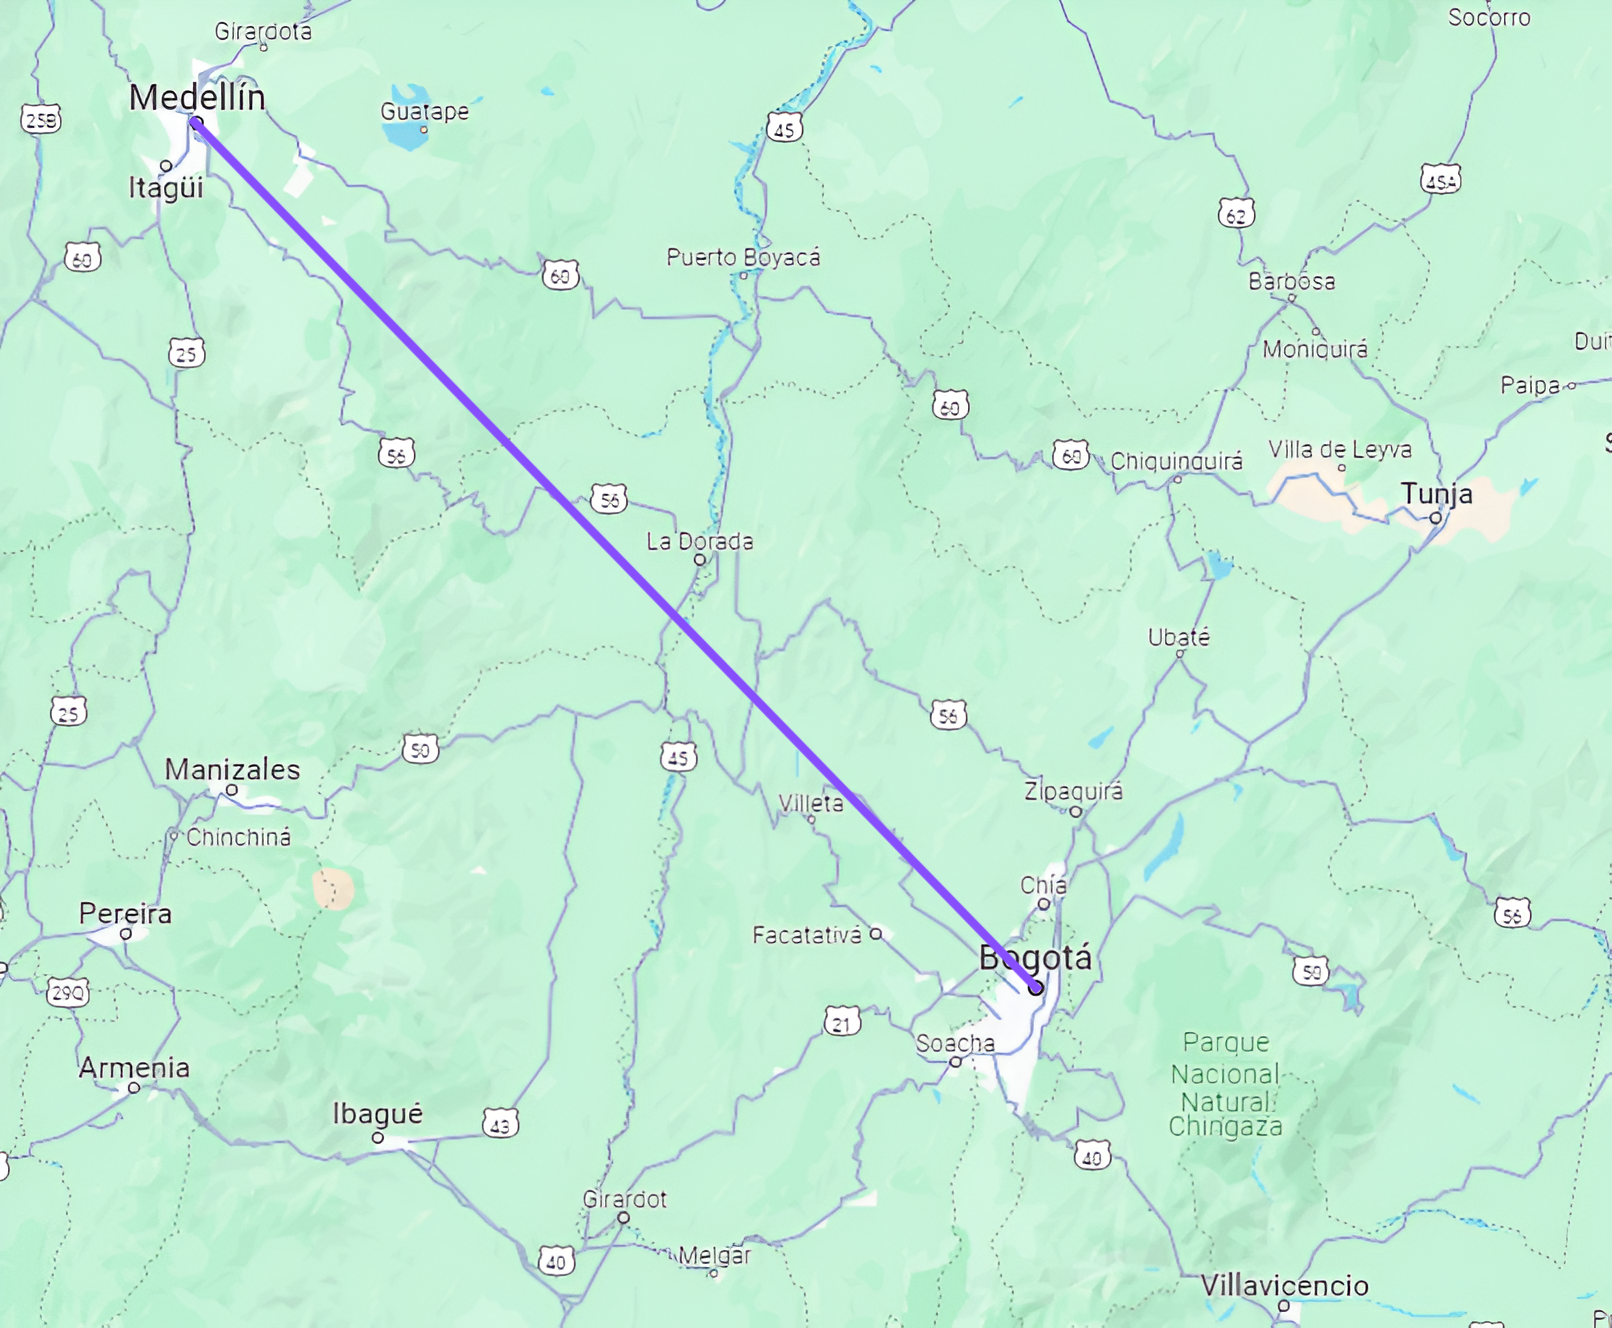 Girardota
Socorro
Medellín
Guatape
25B
45
Itagüi
45A
62
60
Puerto Boyacá
60
Barbosa
25
Moniquirá
Paipa
60
56
60
Chiquinquirá
Villa de Leyva
56
Tunja
La Dorada
Ubaté
25
56
50
45
Manizales
Villeta
Zipaquirá
Chinchiná
Chía
Pereira
56
Facatativá
Bogotá
50
29Q
21
Soacha
Parque
Nacional
Natural
Chingaza
Armenia
Ibagué
43
40
Girardot
40
Melgar
Villavicencio